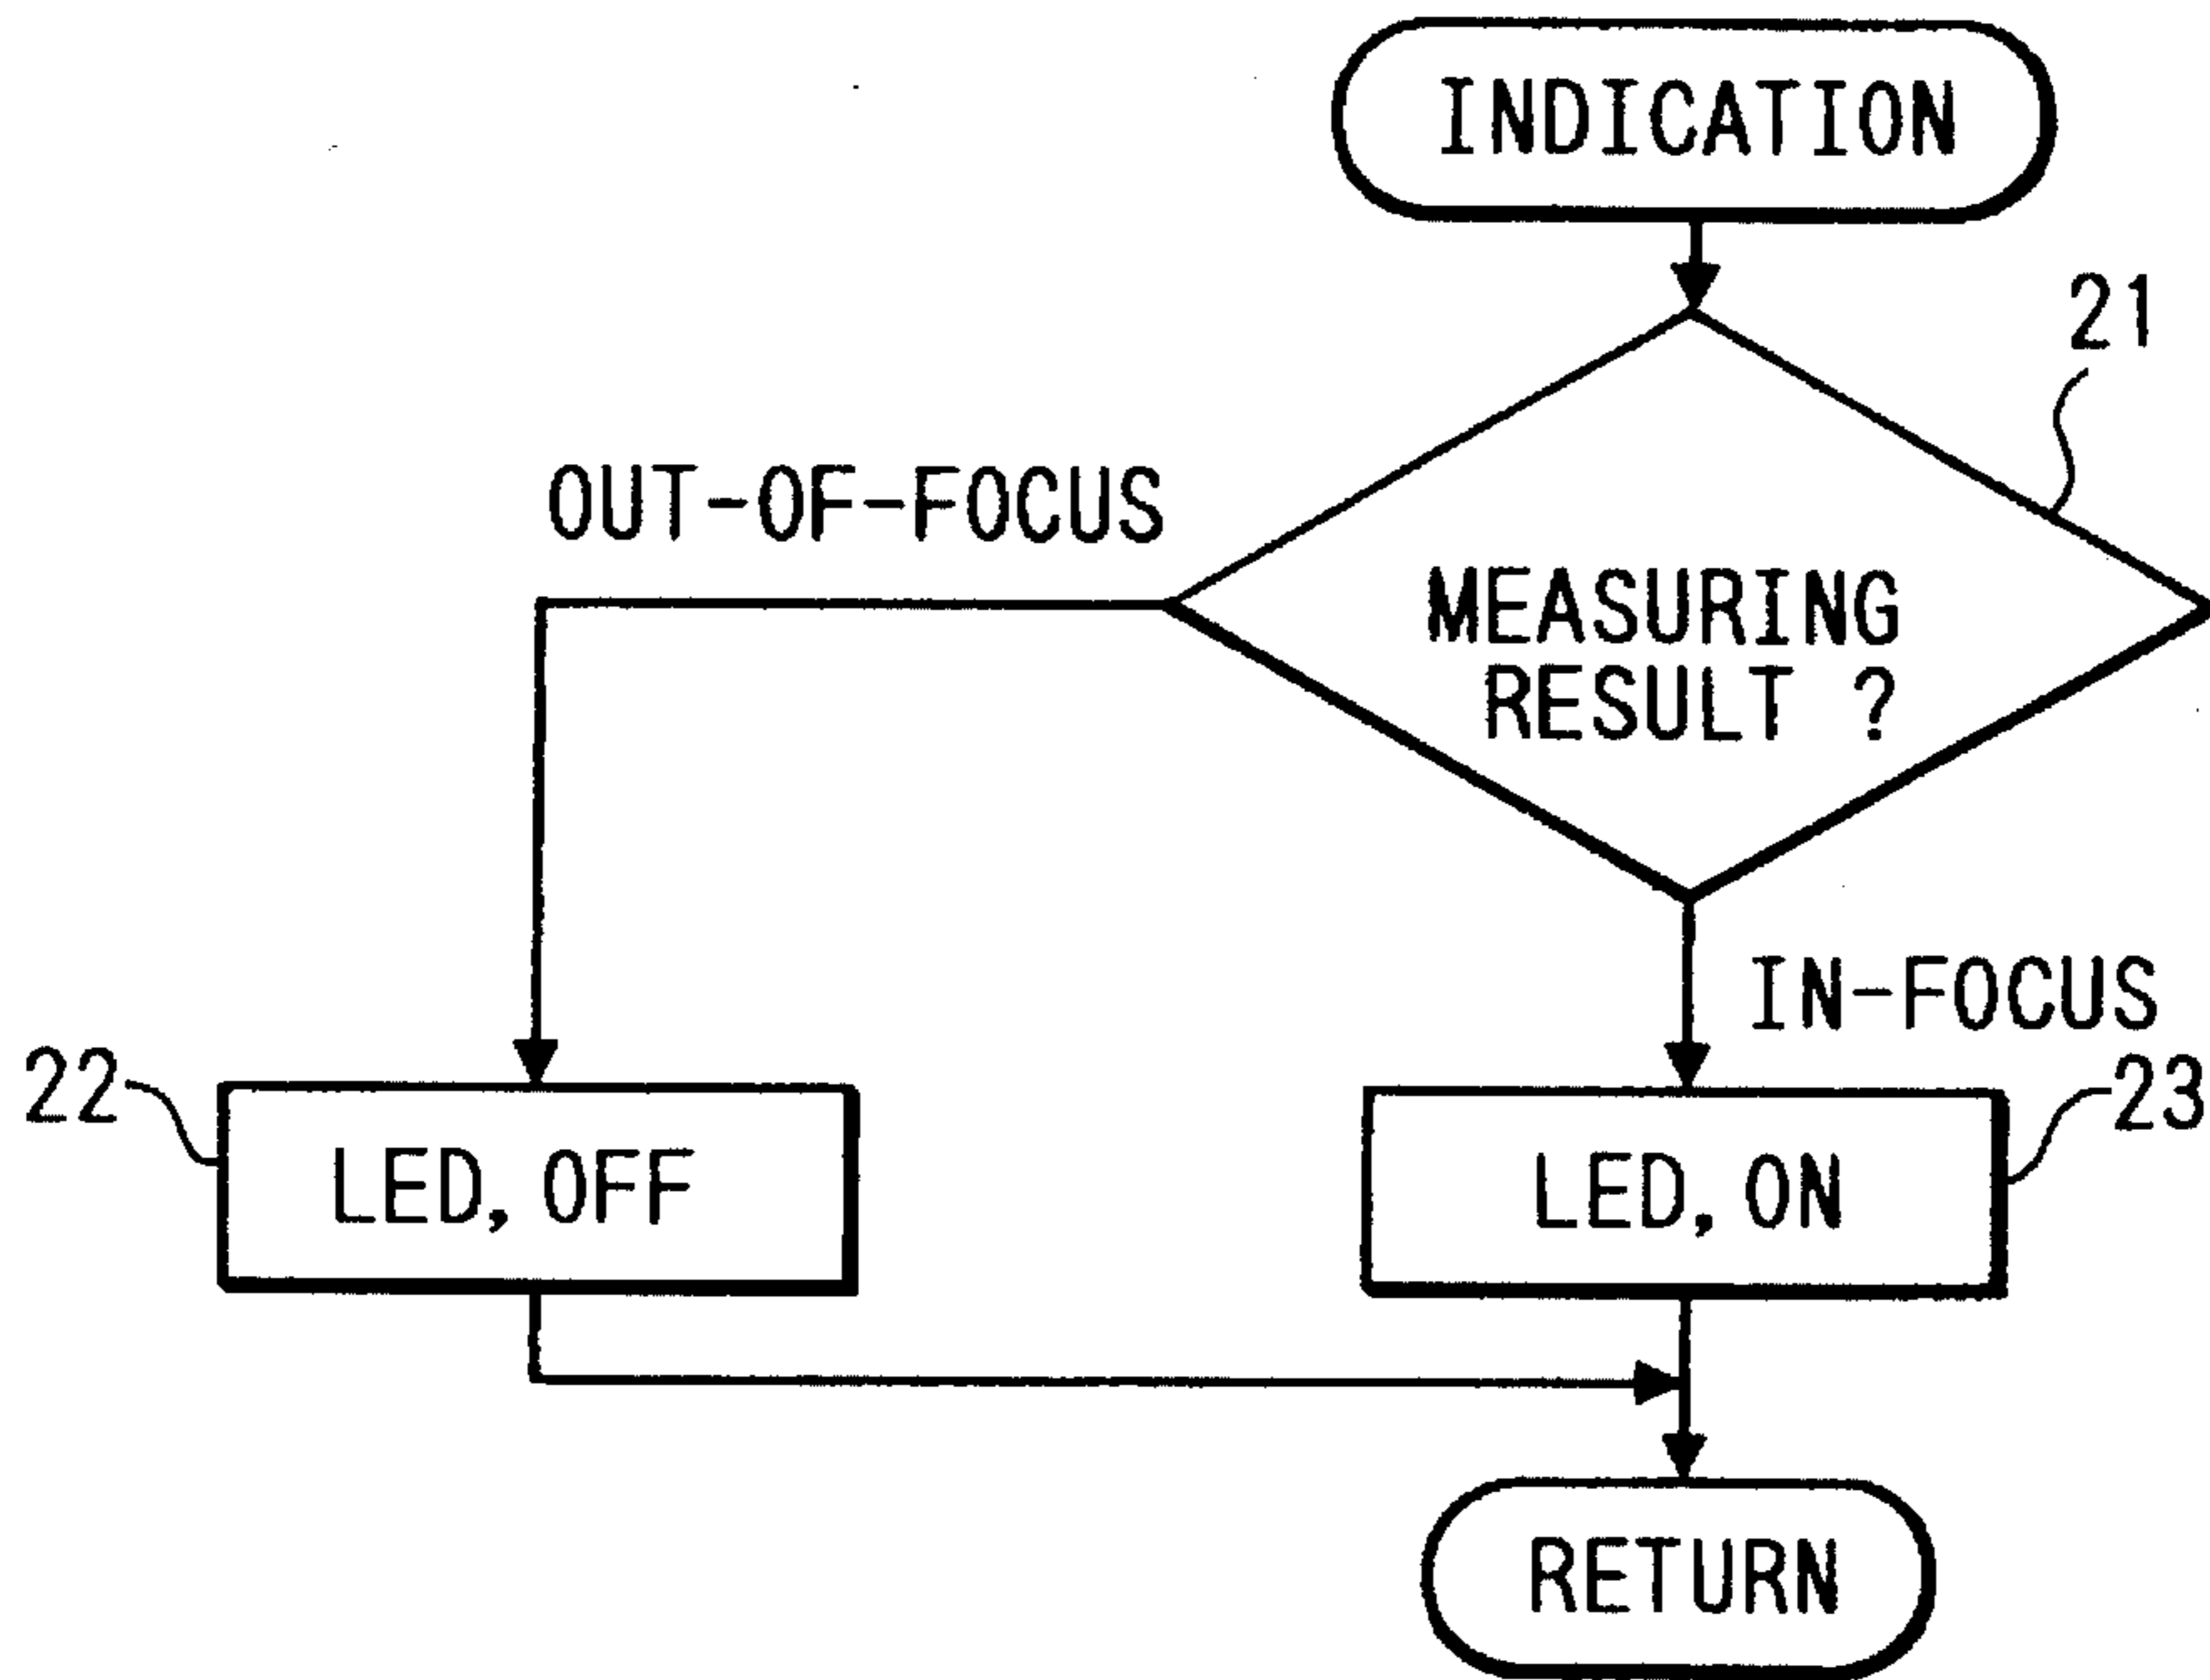 INDICATION
21
OUT-OF-FOCUS
MEASURING
RESULT ?
IN-FOCUS
22
LED, OFF
LED, ON
23
RETURN